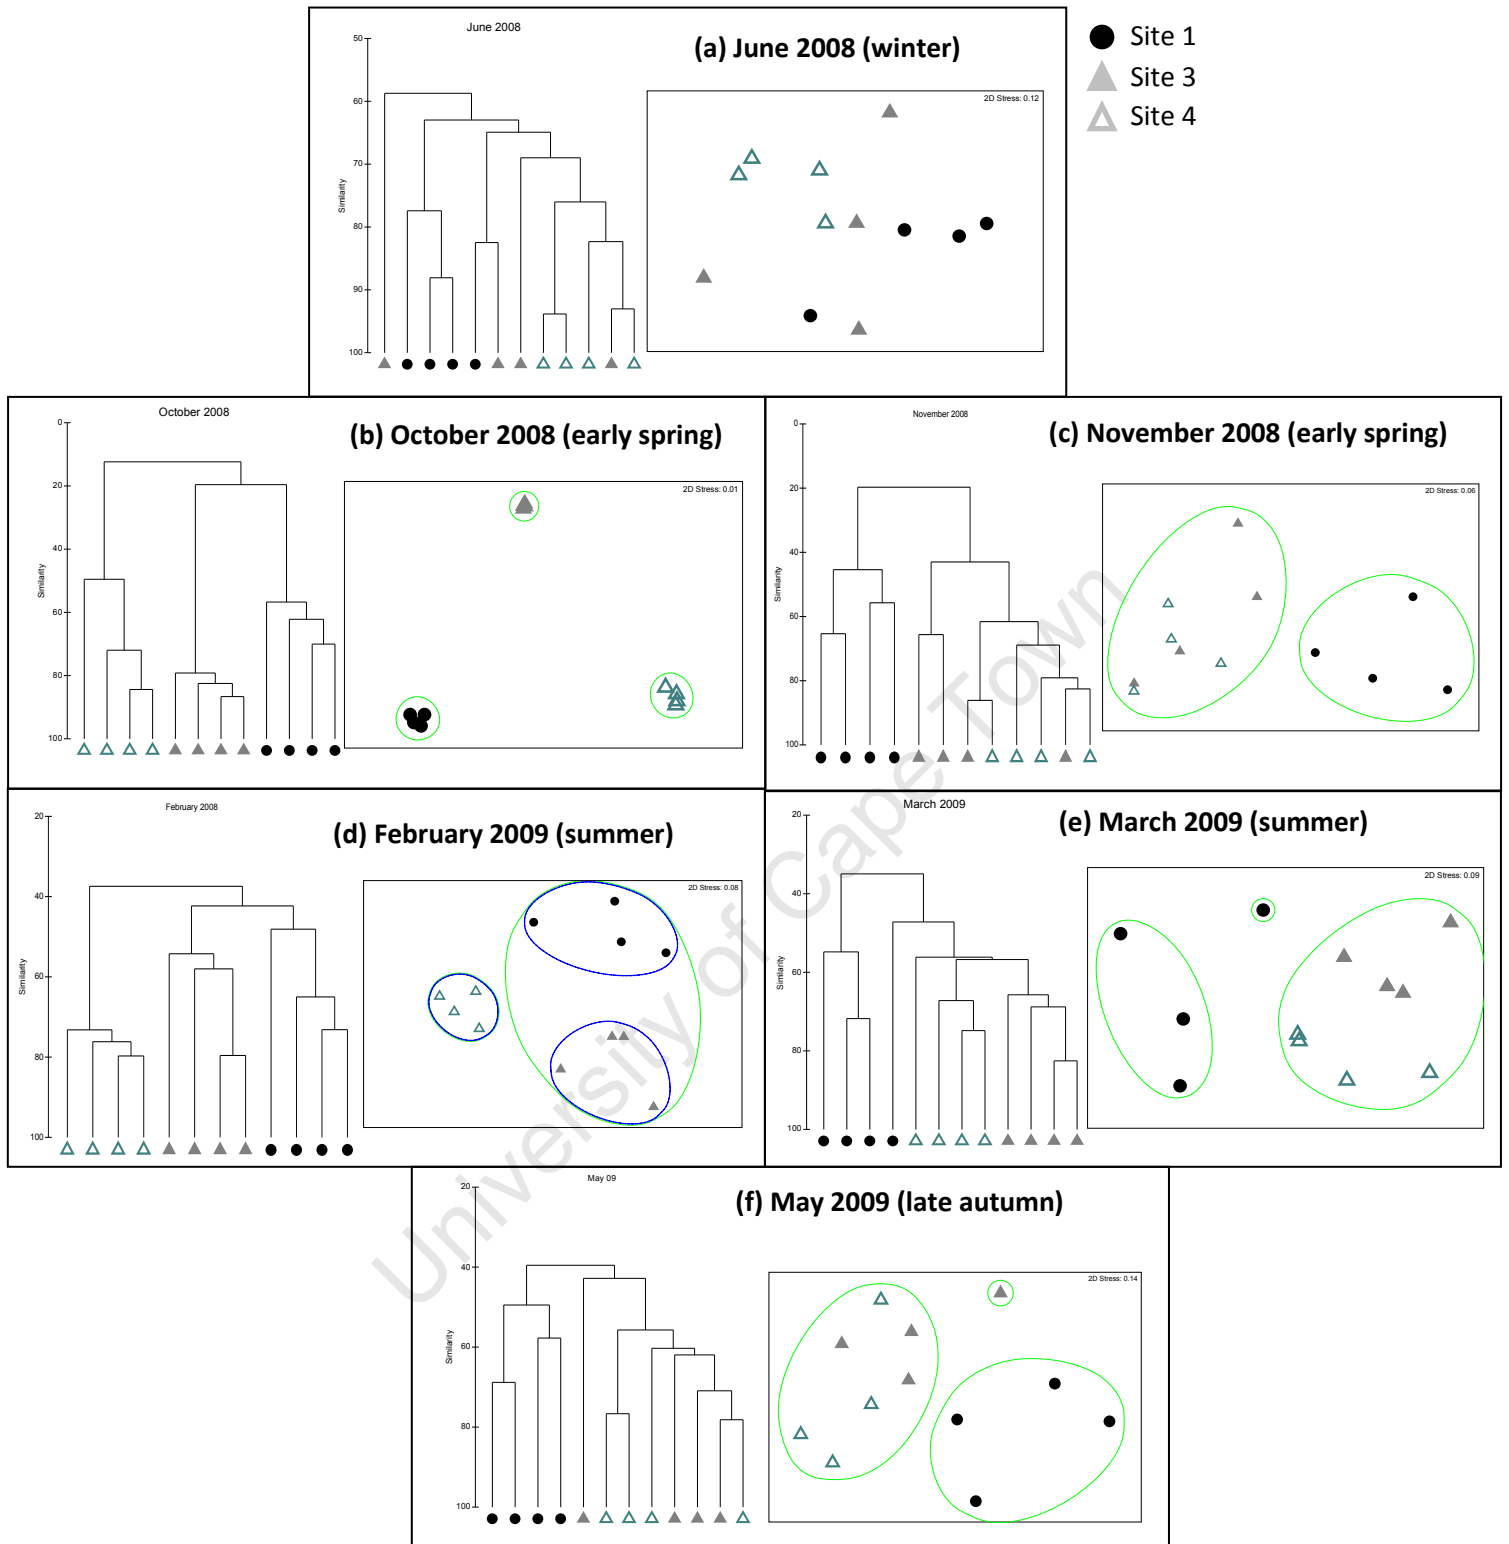 June 2008
(a) June 2008 (winter)
Site 1
Site 3
Site 4
50
60
70
80
90
100
Similarity
2D Stress: 0.12
October 2008
(b) October 2008 (early spring)
0
20
40
60
80
100
Similarity
2D Stress: 0.01
November 2008
(c) November 2008 (early spring)
0
20
40
60
80
100
Similarity
2D Stress: 0.06
February 2008
(d) February 2009 (summer)
20
40
60
80
100
Similarity
2D Stress: 0.08
March 2009
(e) March 2009 (summer)
20
40
60
80
100
Similarity
2D Stress: 0.09
May 09
(f) May 2009 (late autumn)
20
40
60
80
100
Similarity
2D Stress: 0.14
University of Cape Town